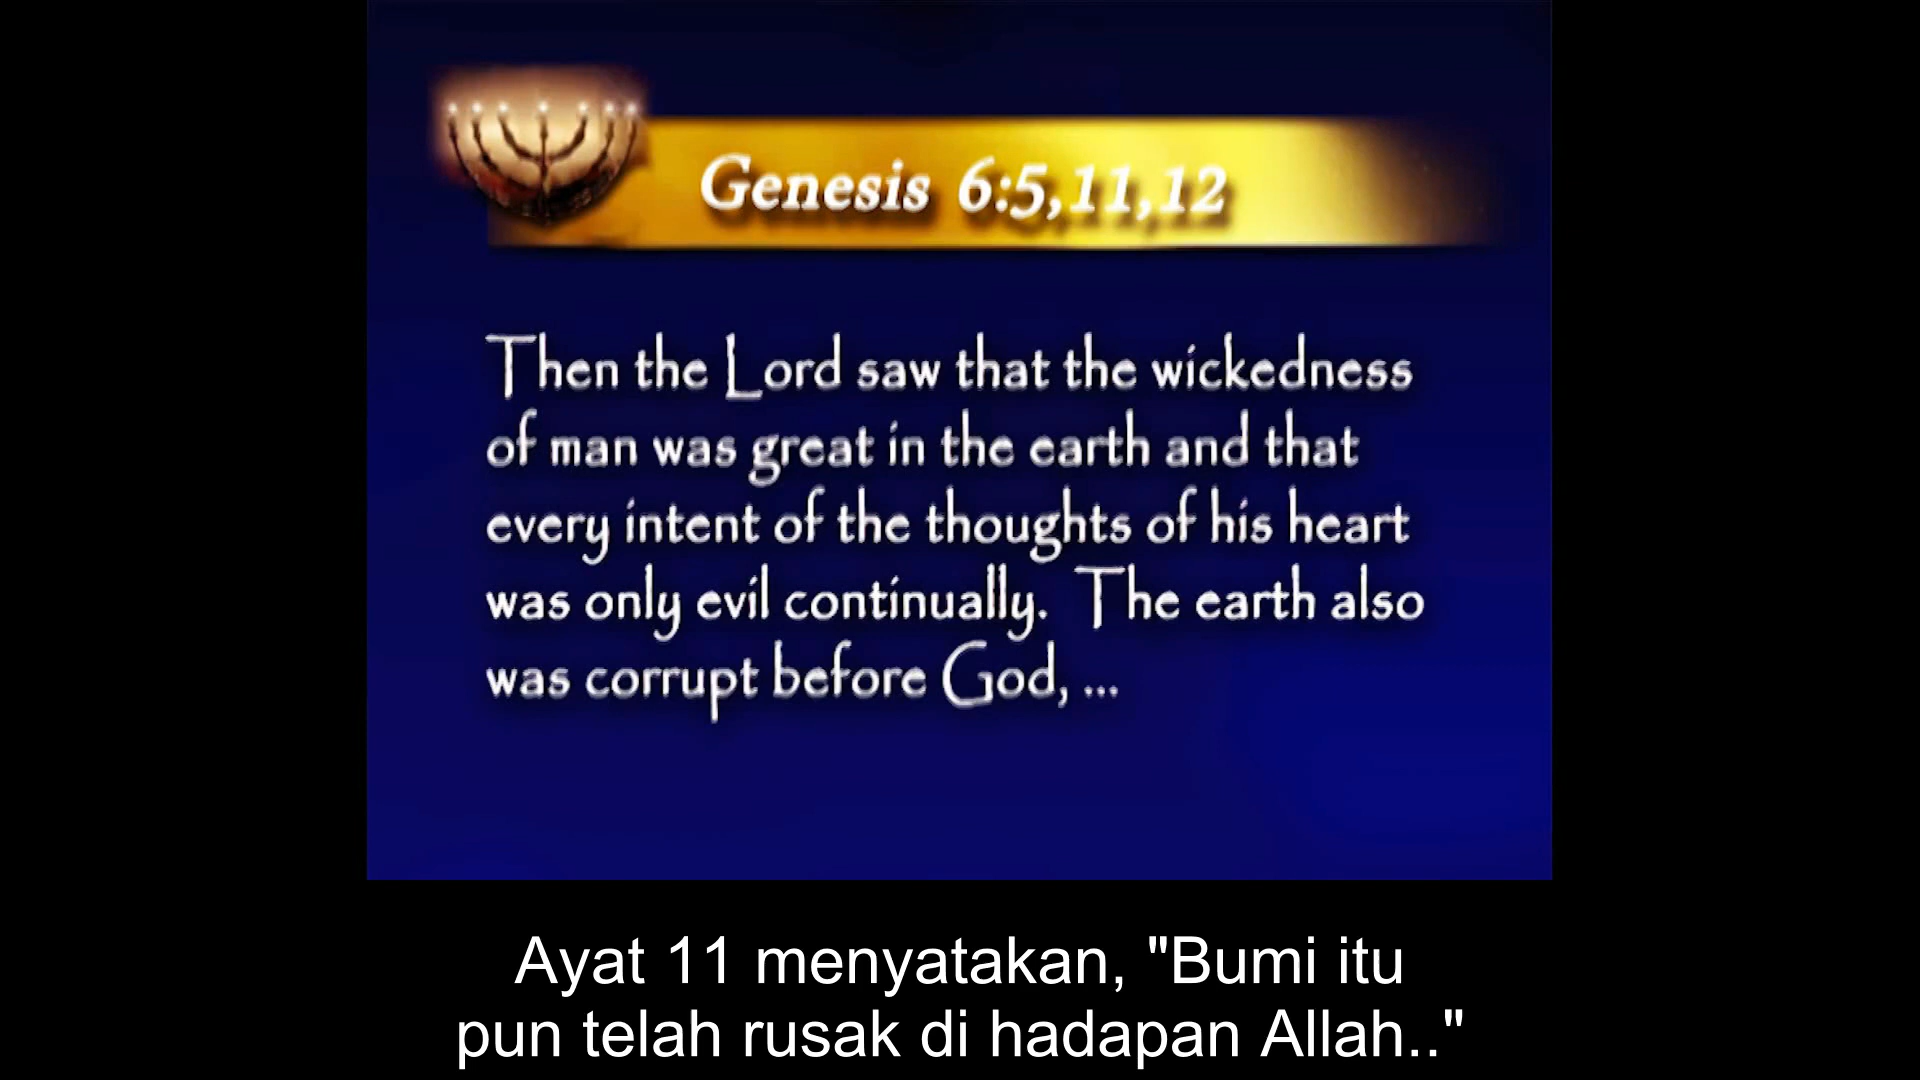 Genesis 6:5,11,12
Then the Lord saw that the wickedness
of man was great in the earth and that
every intent of the thoughts of his heart
was only evil continually. The earth also
was corrupt before God, ...
Ayat 11 menyatakan, "Bumi itu
pun telah rusak di hadapan Allah.."